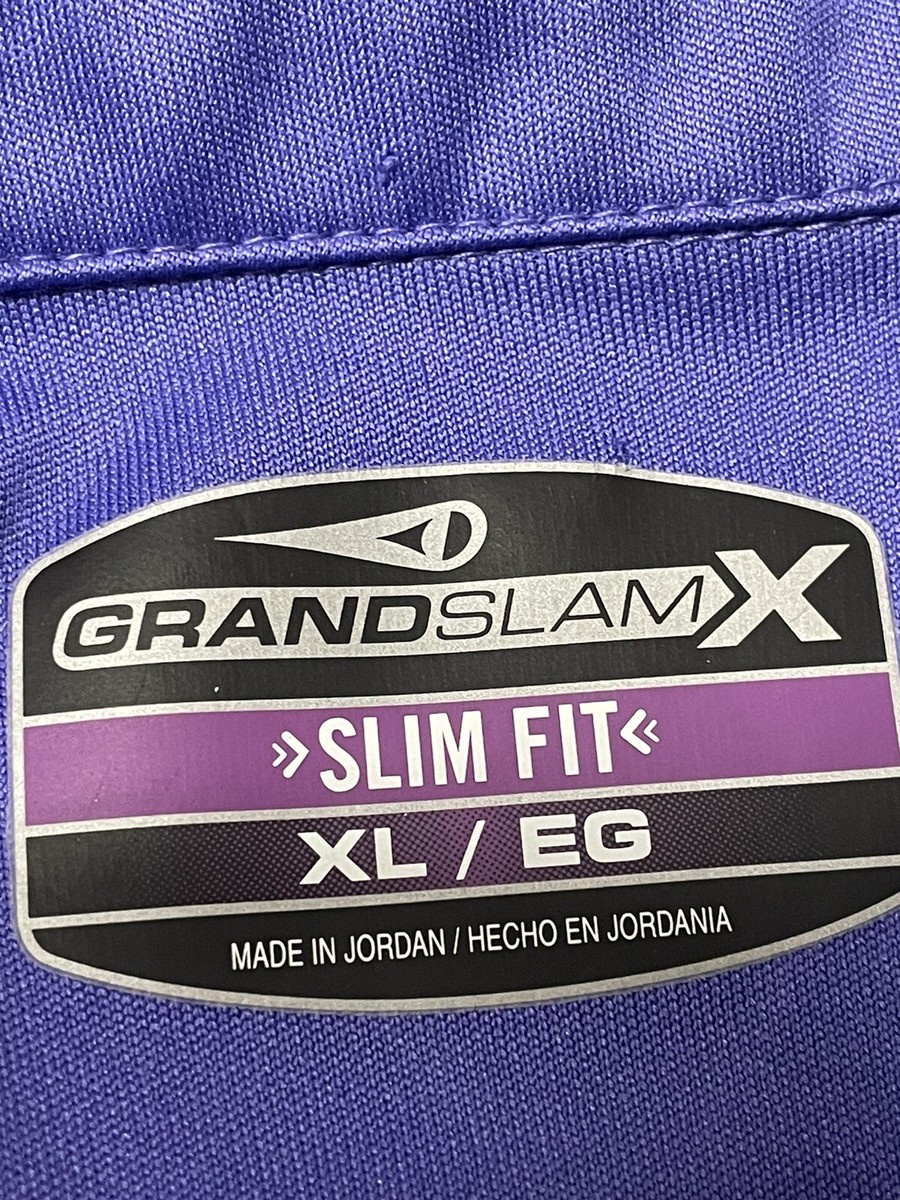 GRANDSLAMX
»SLIM FIT«
XL / EG
MADE IN JORDAN / HECHO EN JORDANIA